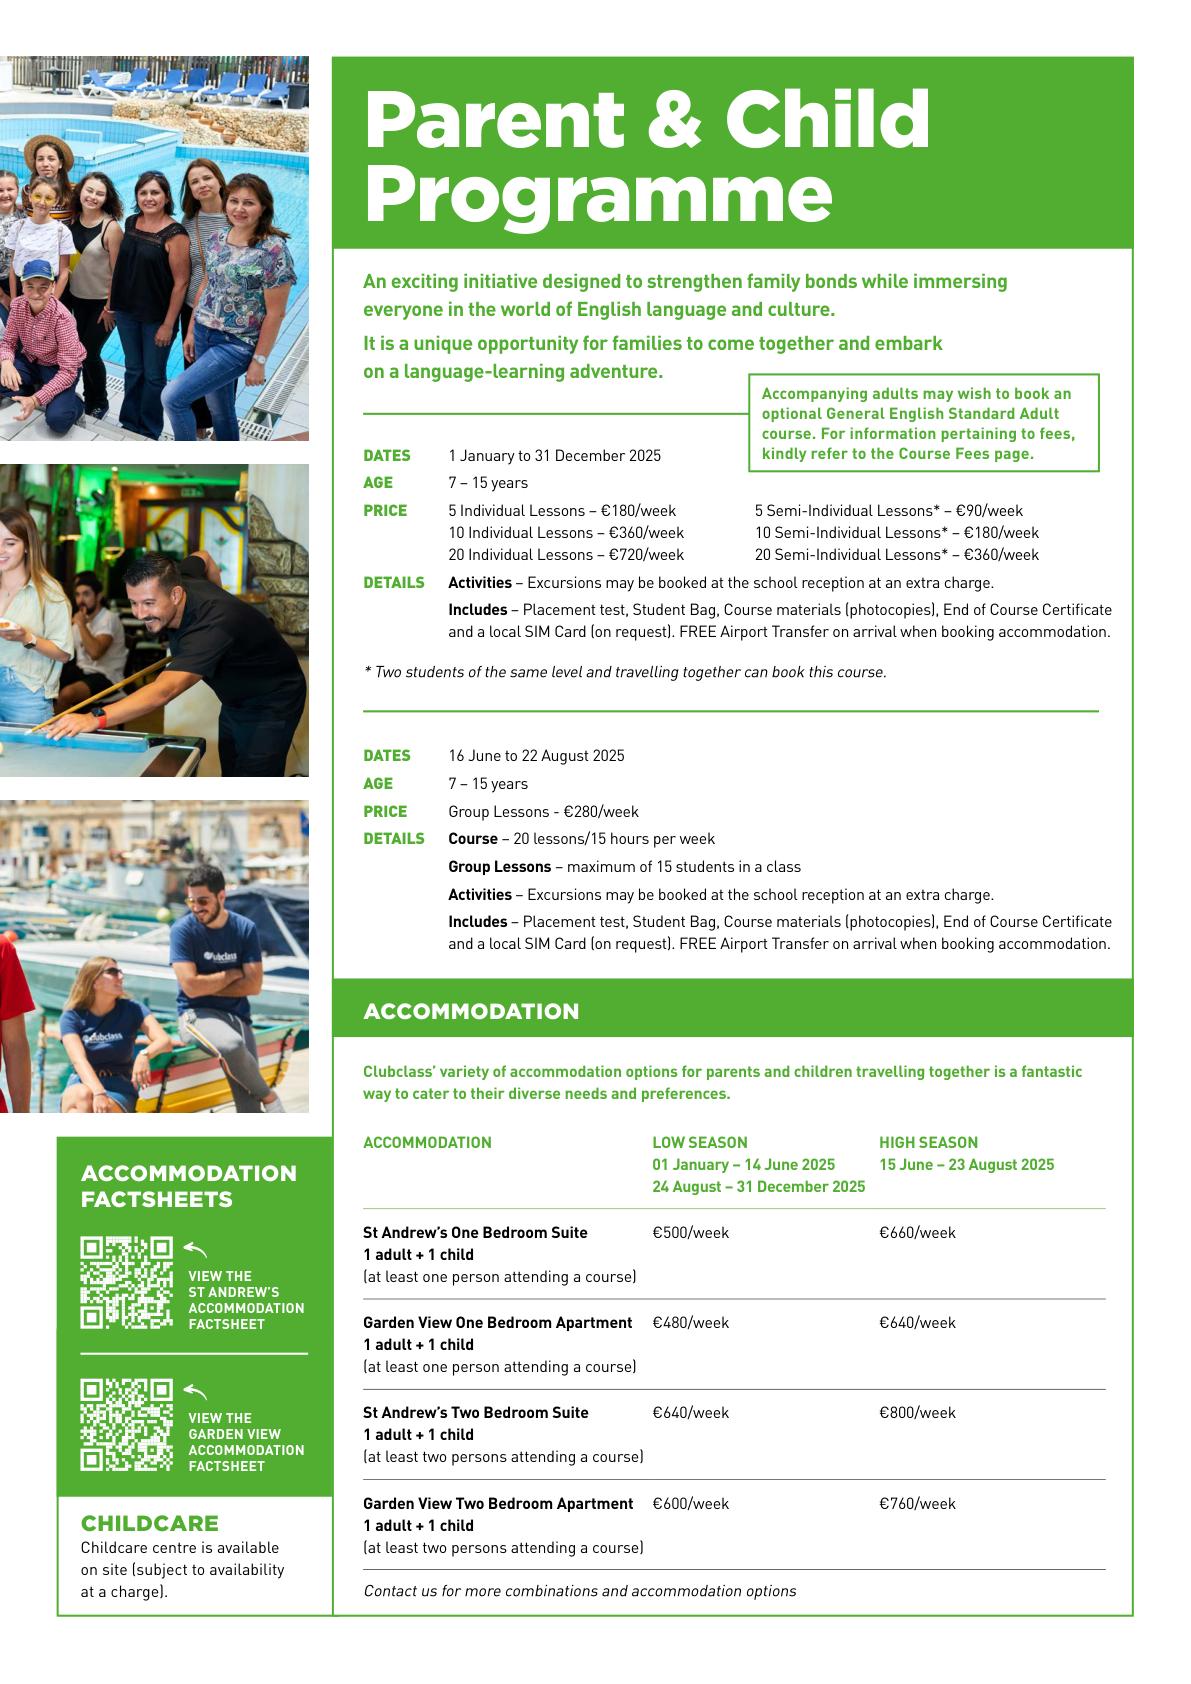 Parent & Child
Programme
An exciting initiative designed to strengthen family bonds while immersing
everyone in the world of English language and culture.
It is a unique opportunity for families to come together and embark
on a language-learning adventure.
Accompanying adults may wish to book an
optional General English Standard Adult
course. For information pertaining to fees,
kindly refer to the Course Fees page.
DATES 1 January to 31 December 2025
AGE 7 – 15 years
PRICE 5 Individual Lessons – €180/week 5 Semi-Individual Lessons* – €90/week
10 Individual Lessons – €360/week 10 Semi-Individual Lessons* – €180/week
20 Individual Lessons – €720/week 20 Semi-Individual Lessons* – €360/week
DETAILS Activities – Excursions may be booked at the school reception at an extra charge.
Includes – Placement test, Student Bag, Course materials (photocopies), End of Course Certificate
and a local SIM Card (on request). FREE Airport Transfer on arrival when booking accommodation.
* Two students of the same level and travelling together can book this course.
DATES 16 June to 22 August 2025
AGE 7 – 15 years
PRICE Group Lessons - €280/week
DETAILS Course – 20 lessons/15 hours per week
Group Lessons – maximum of 15 students in a class
Activities – Excursions may be booked at the school reception at an extra charge.
Includes – Placement test, Student Bag, Course materials (photocopies), End of Course Certificate
and a local SIM Card (on request). FREE Airport Transfer on arrival when booking accommodation.
clubclass
clubclass
ACCOMMODATION
Clubclass’ variety of accommodation options for parents and children travelling together is a fantastic
way to cater to their diverse needs and preferences.
ACCOMMODATION LOW SEASON HIGH SEASON
01 January – 14 June 2025 15 June – 23 August 2025
24 August – 31 December 2025
St Andrew’s One Bedroom Suite €500/week €660/week
1 adult + 1 child
(at least one person attending a course)
Garden View One Bedroom Apartment €480/week €640/week
1 adult + 1 child
(at least one person attending a course)
St Andrew’s Two Bedroom Suite €640/week €800/week
1 adult + 1 child
(at least two persons attending a course)
Garden View Two Bedroom Apartment €600/week €760/week
1 adult + 1 child
(at least two persons attending a course)
Contact us for more combinations and accommodation options
ACCOMMODATION
FACTSHEETS
VIEW THE
ST ANDREW’S
ACCOMMODATION
FACTSHEET
VIEW THE
GARDEN VIEW
ACCOMMODATION
FACTSHEET
CHILDCARE
Childcare centre is available
on site (subject to availability
at a charge).